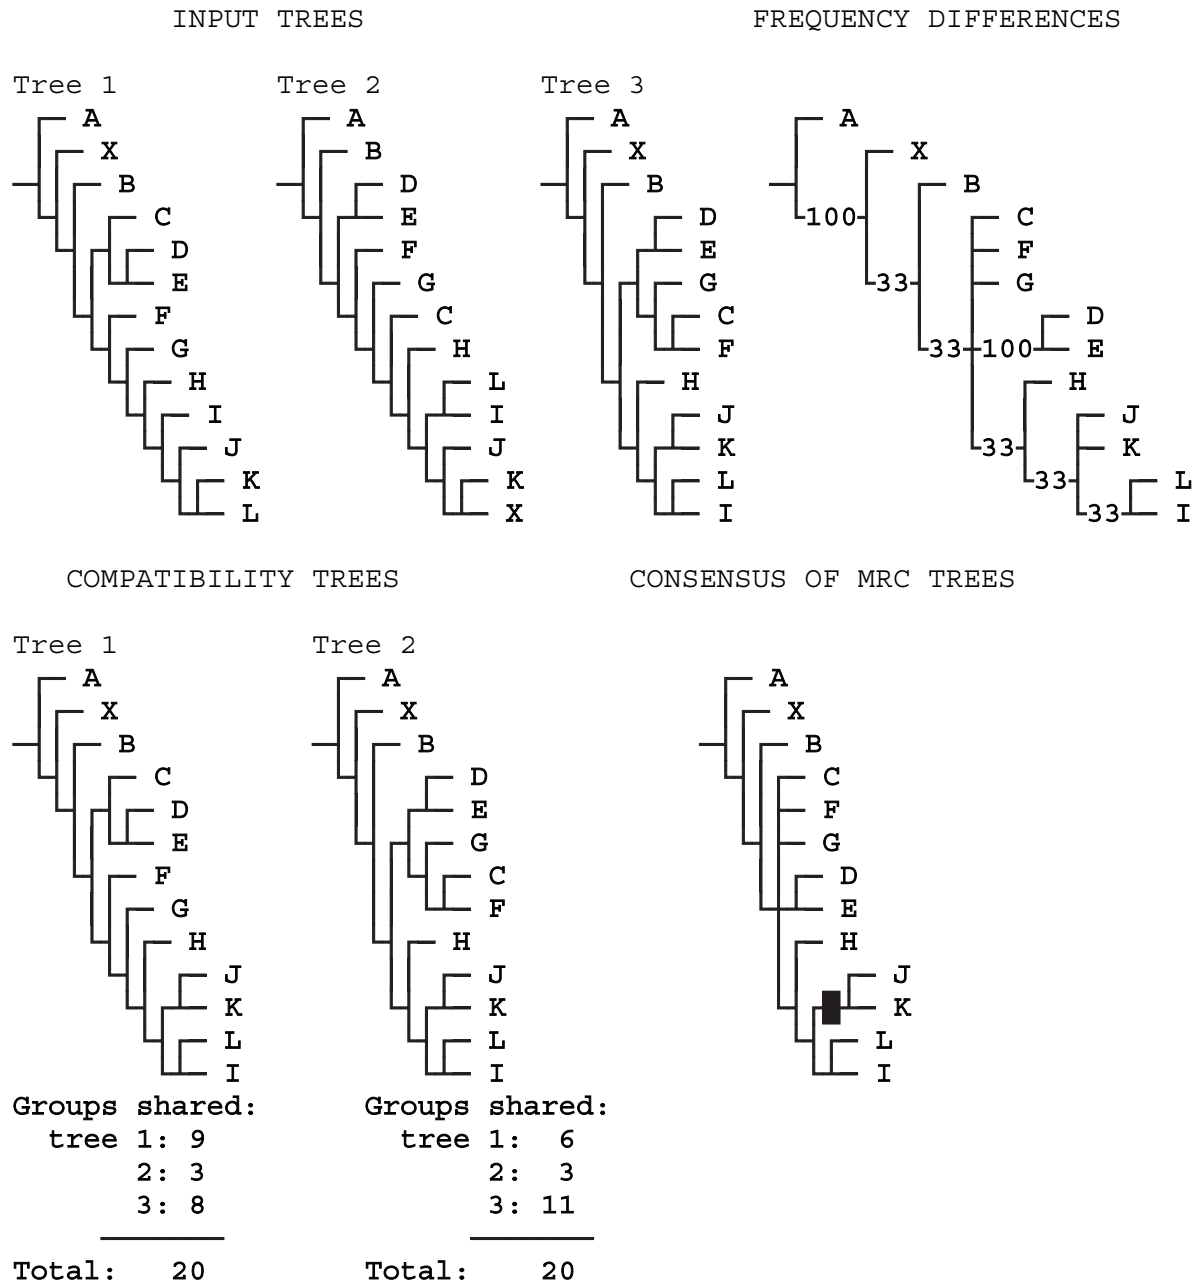 INPUT TREES
FREQUENCY DIFFERENCES
Tree 1
A
X
B
C
D
E
F
G
H
I
J
K
L
Tree 2
A
B
D
E
F
G
C
H
L
I
J
K
X
Tree 3
A
X
B
D
E
G
C
F
H
J
K
L
I
A
X
100
B
C
F
33
G
D
33
100
E
H
J
33
K
33
L
33
I
COMPATIBILITY TREES
CONSENSUS OF MRC TREES
Tree 1
A
X
B
C
D
E
F
G
H
J
K
L
I
Groups shared:
tree 1: 9
2: 3
3: 8
Total: 20
Tree 2
A
X
B
D
E
G
C
F
H
J
K
L
I
Groups shared:
tree 1: 6
2: 3
3: 11
Total: 20
A
X
B
C
F
G
D
E
H
J
K
L
I